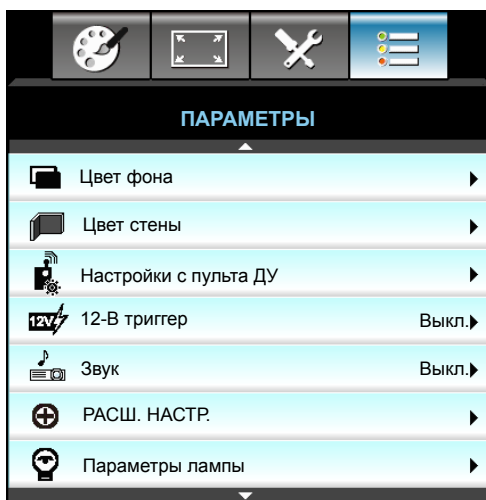 ПАРАМЕТРЫ
Цвет фона
Цвет стены
Настройки с пульта ДУ
12V 12-В триггер Выкл.
Звук Выкл.
РАСШ. НАСТР.
Параметры лампы